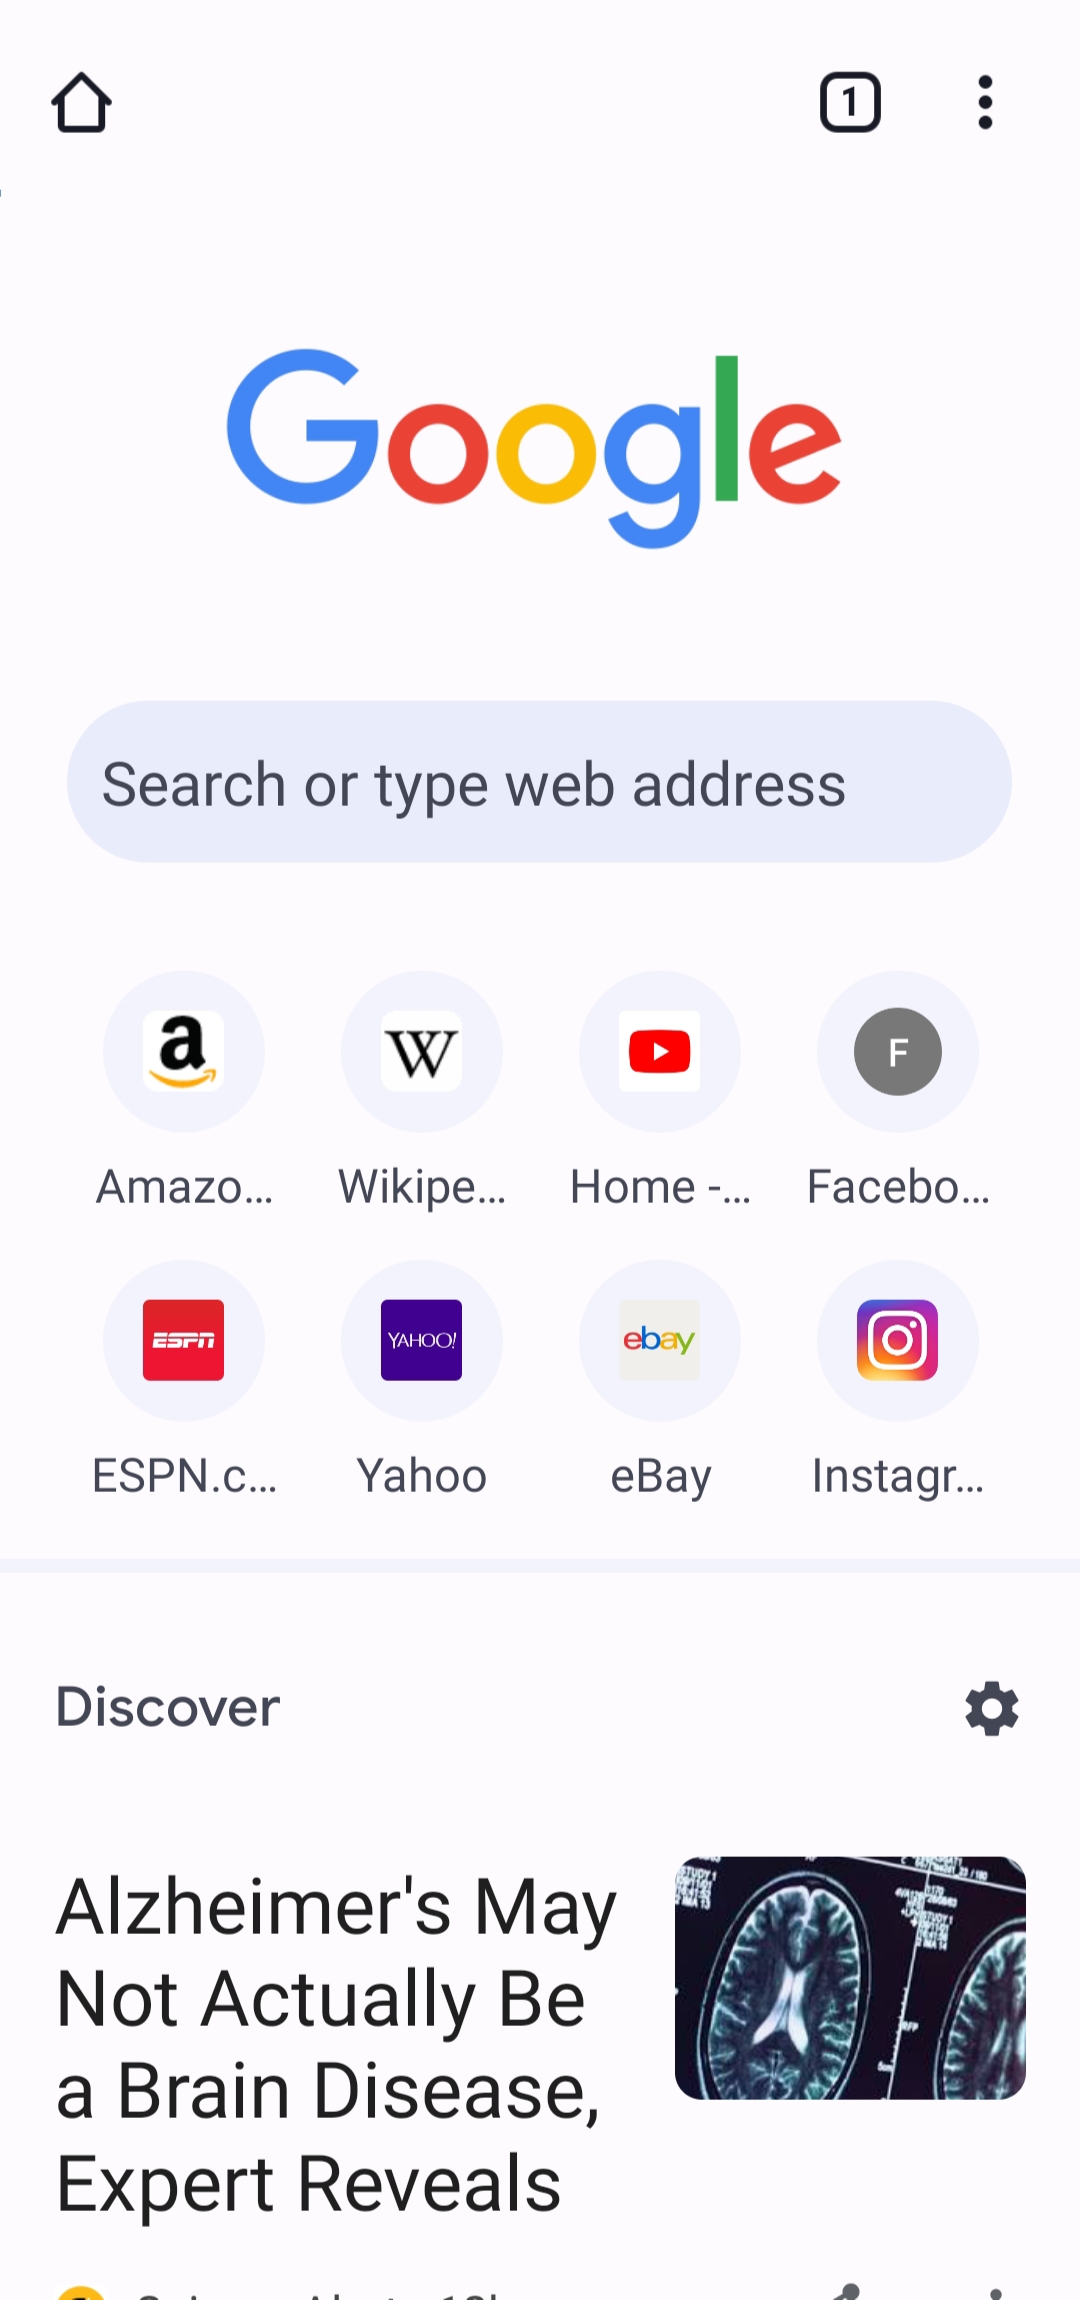 1
Google
Search or type web address
a W F
Amazo... Wikipe... Home -... Facebo...
ESPN YAHOO! ebay
ESPN.c... Yahoo eBay Instagr...
Discover
Alzheimer's May
Not Actually Be
a Brain Disease,
Expert Reveals